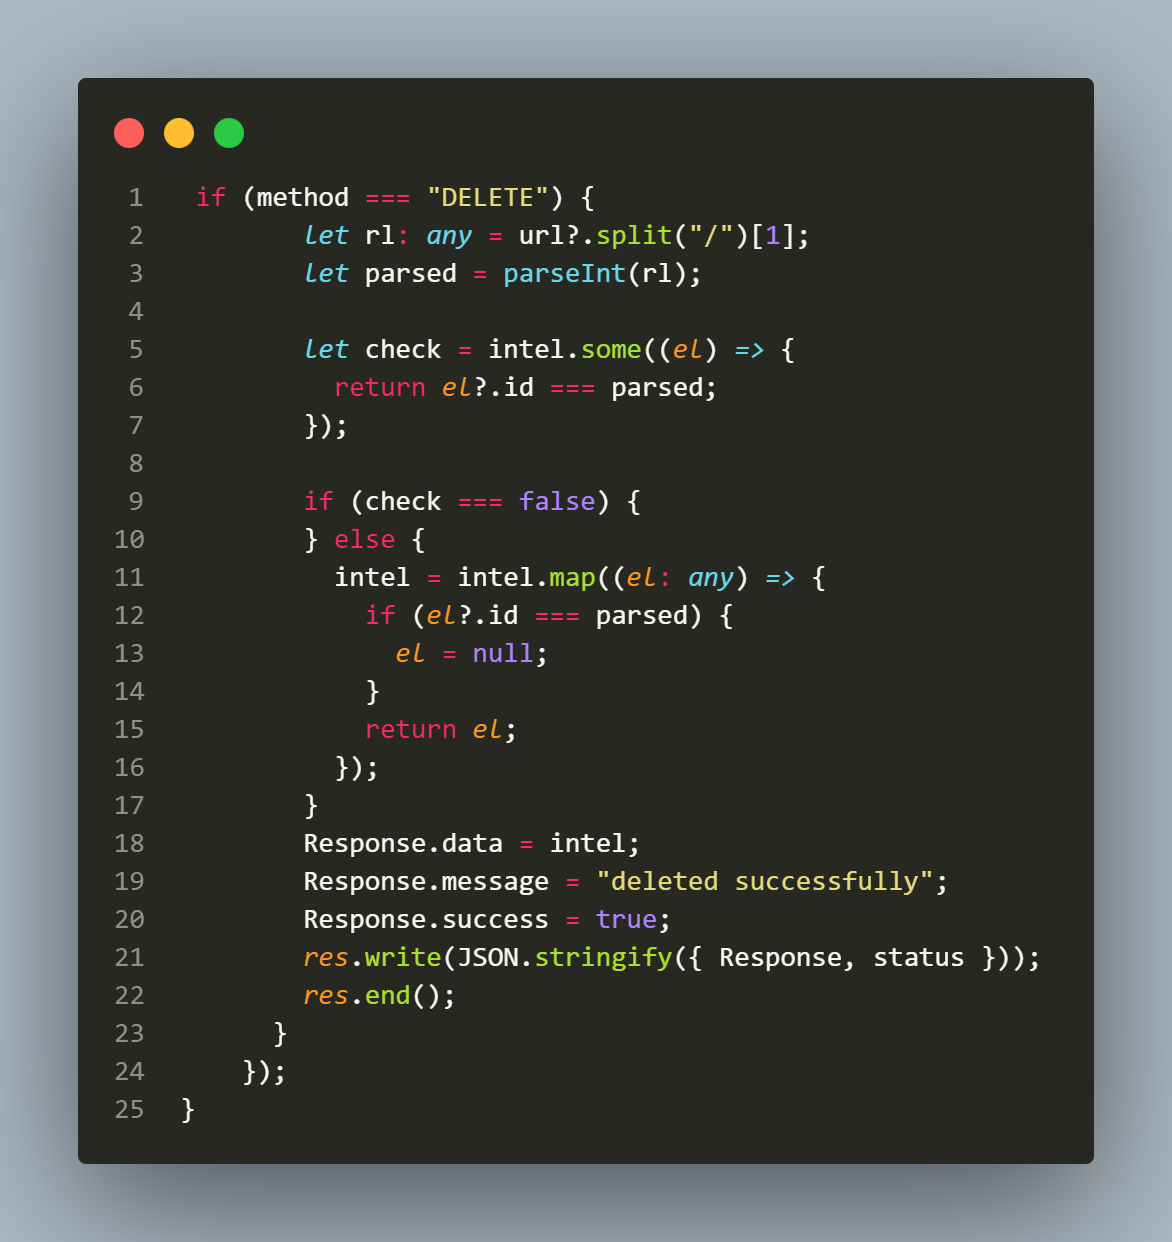 1 if (method === "DELETE") {
2 let rl: any = url?.split("/")[1];
3 let parsed = parseInt(rl);
4
5 let check = intel.some((el) => {
6 return el?.id === parsed;
7 });
8
9 if (check === false) {
10 } else {
11 intel = intel.map((el: any) => {
12 if (el?.id === parsed) {
13 el = null;
14 }
15 return el;
16 });
17 }
18 Response.data = intel;
19 Response.message = "deleted successfully";
20 Response.success = true;
21 res.write(JSON.stringify({ Response, status }));
22 res.end();
23 }
24 });
25 }